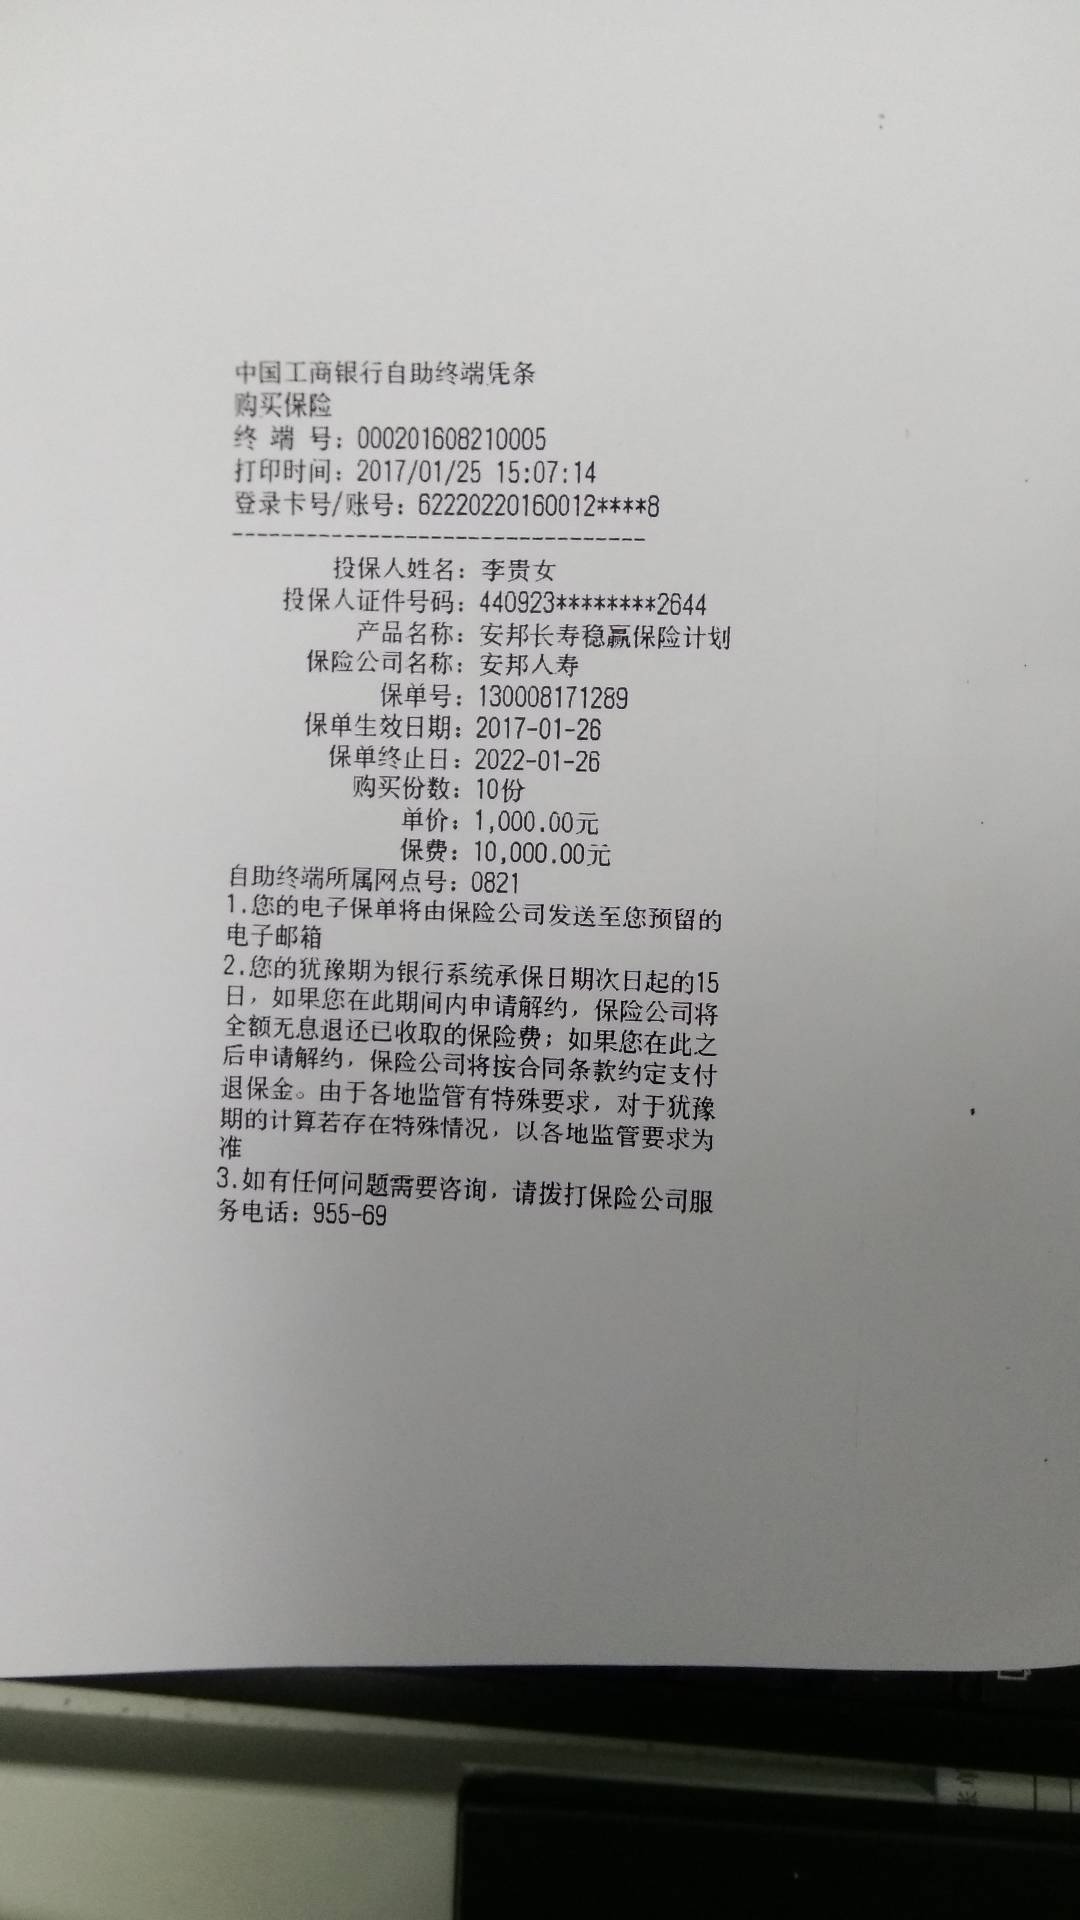 中国工商银行自助终端凭条
购买保险
终 端 号：000201608210005
打印时间：2017/01/25 15:07:14
登录卡号/账号：62220220160012****8
----------------------------------
投保人姓名：李贵女
投保人证件号码：440923********2644
产品名称：安邦长寿稳赢保险计划
保险公司名称：安邦人寿
保单号：130008171289
保单生效日期：2017-01-26
保单终止日：2022-01-26
购买份数：10份
单价：1,000.00元
保费：10,000.00元
自助终端所属网点号：0821
1.您的电子保单将由保险公司发送至您预留的
电子邮箱
2.您的犹豫期为银行系统承保日期次日起的15
日，如果您在此期间内申请解约，保险公司将
全额无息退还已收取的保险费；如果您在此之
后申请解约，保险公司将按合同条款约定支付
退保金。由于各地监管有特殊要求，对于犹豫
期的计算若存在特殊情况，以各地监管要求为
准
3.如有任何问题需要咨询，请拨打保险公司服
务电话：955-69